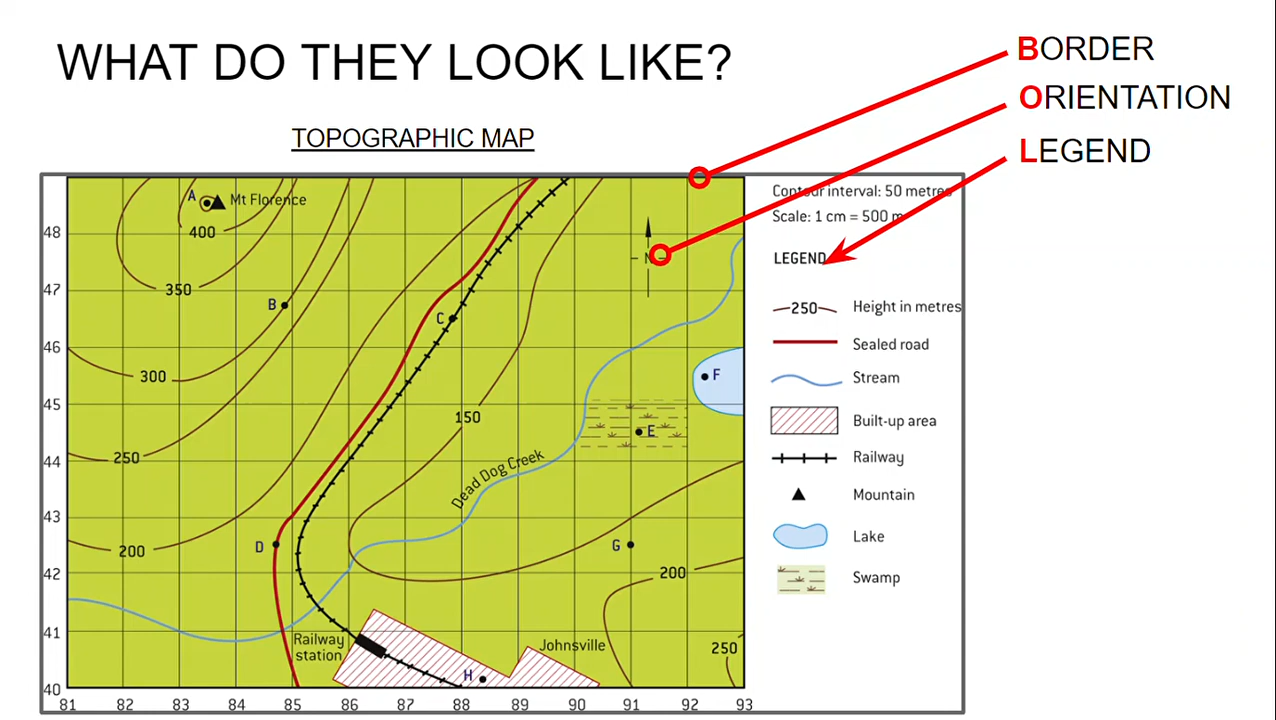 WHAT DO THEY LOOK LIKE?
BORDER
ORIENTATION
LEGEND
TOPOGRAPHIC MAP
A
Mt Florence
400
350
B
C
300
150
250
200
D
Dead Dog Creek
E
F
G
200
250
Railway
station
Johnsville
H
N
48
47
46
45
44
43
42
41
40
81 82 83 84 85 86 87 88 89 90 91 92 93
Contour interval: 50 metres
Scale: 1 cm = 500 m
LEGEND
250 Height in metres
Sealed road
Stream
Built-up area
Railway
Mountain
Lake
Swamp